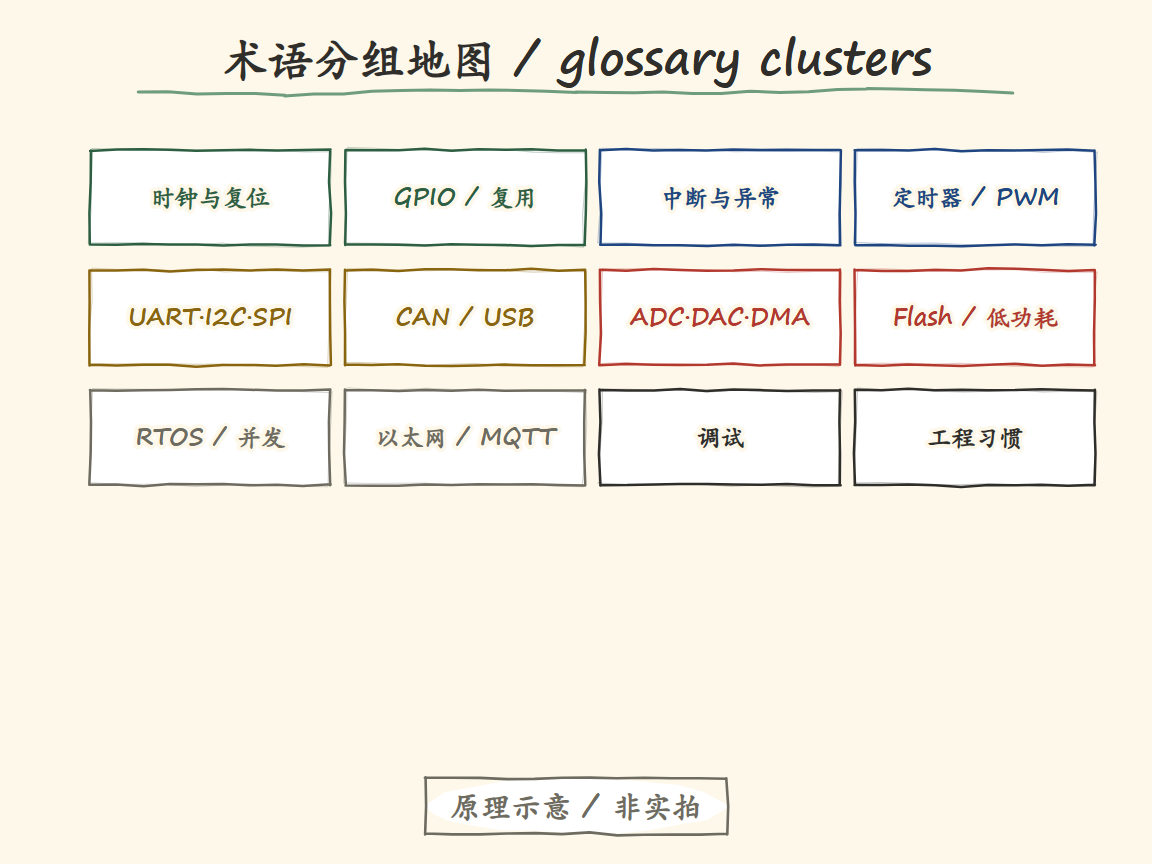 术语分组地图 / glossary clusters
时钟与复位
GPIO / 复用
中断与异常
定时器 / PWM
UART·I2C·SPI
CAN / USB
ADC·DAC·DMA
Flash / 低功耗
RTOS / 并发
以太网 / MQTT
调试
工程习惯
原理示意 / 非实拍